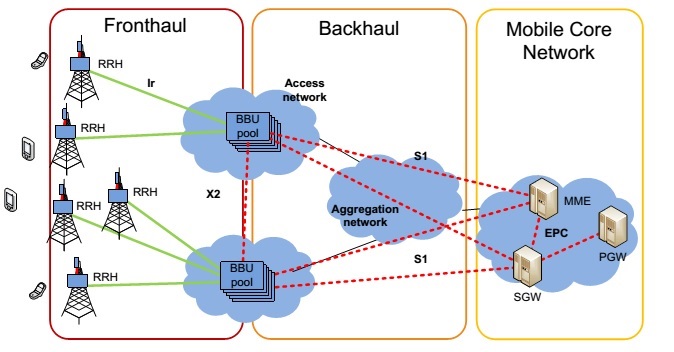 Fronthaul
Backhaul
Mobile Core
Network
RRH
Ir
Access
network
BBU
pool
RRH
S1
RRH
X2
RRH
Aggregation
network
MME
EPC
PGW
BBU
pool
S1
RRH
SGW